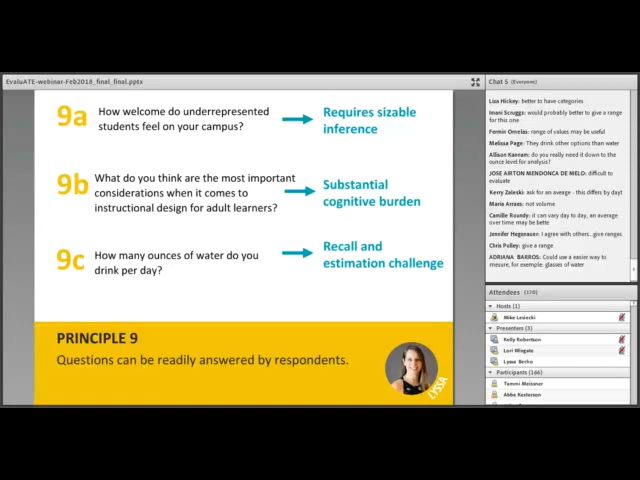 EvaluATE-webinar-Feb2018_final_final.pptx
9a
How welcome do underrepresented
students feel on your campus?
Requires sizable
inference
9b
What do you think are the most important
considerations when it comes to
instructional design for adult learners?
Substantial
cognitive burden
9c
How many ounces of water do you
drink per day?
Recall and
estimation challenge
PRINCIPLE 9
Questions can be readily answered by respondents.
LYSSA
Chat 5 (Everyone)
Lisa Hickey: better to have categories
Imani Scruggs: would probably better to give a range
for this one
Fermin Ornelas: range of values may be useful
Melissa Page: They drink other options than water
Allison Kannam: do you really need it down to the
ounce level for analysis?
JOSE AIRTON MENDONCA DE MELO: difficult to
evaluate
Kerry Zaleski: ask for an aveage - this differs by dayt
Maria Arraes: not volume
Camille Roundy: it can vary day to day, an average
over time may be bette
Jennifer Hegenauer: I agree with others...give ranges.
Chris Pulley: give a range
ADRIANA BARROS: Could use a easier way to
mesure, for exemple: glasses of water
Attendees (170)
Hosts (1)
Mike Lesiecki
Presenters (3)
Kelly Robertson
Lori Wingate
Lyssa Becho
Participants (166)
Tammi Meissner